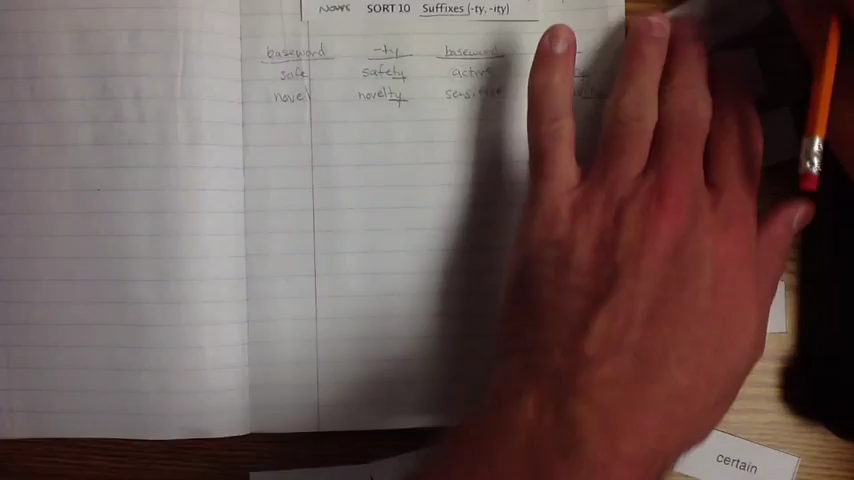 Nouns SORT 10 Suffixes (-ty, -ity)
baseword -ty baseword
safe safety active
novel novelty sensitive
certain